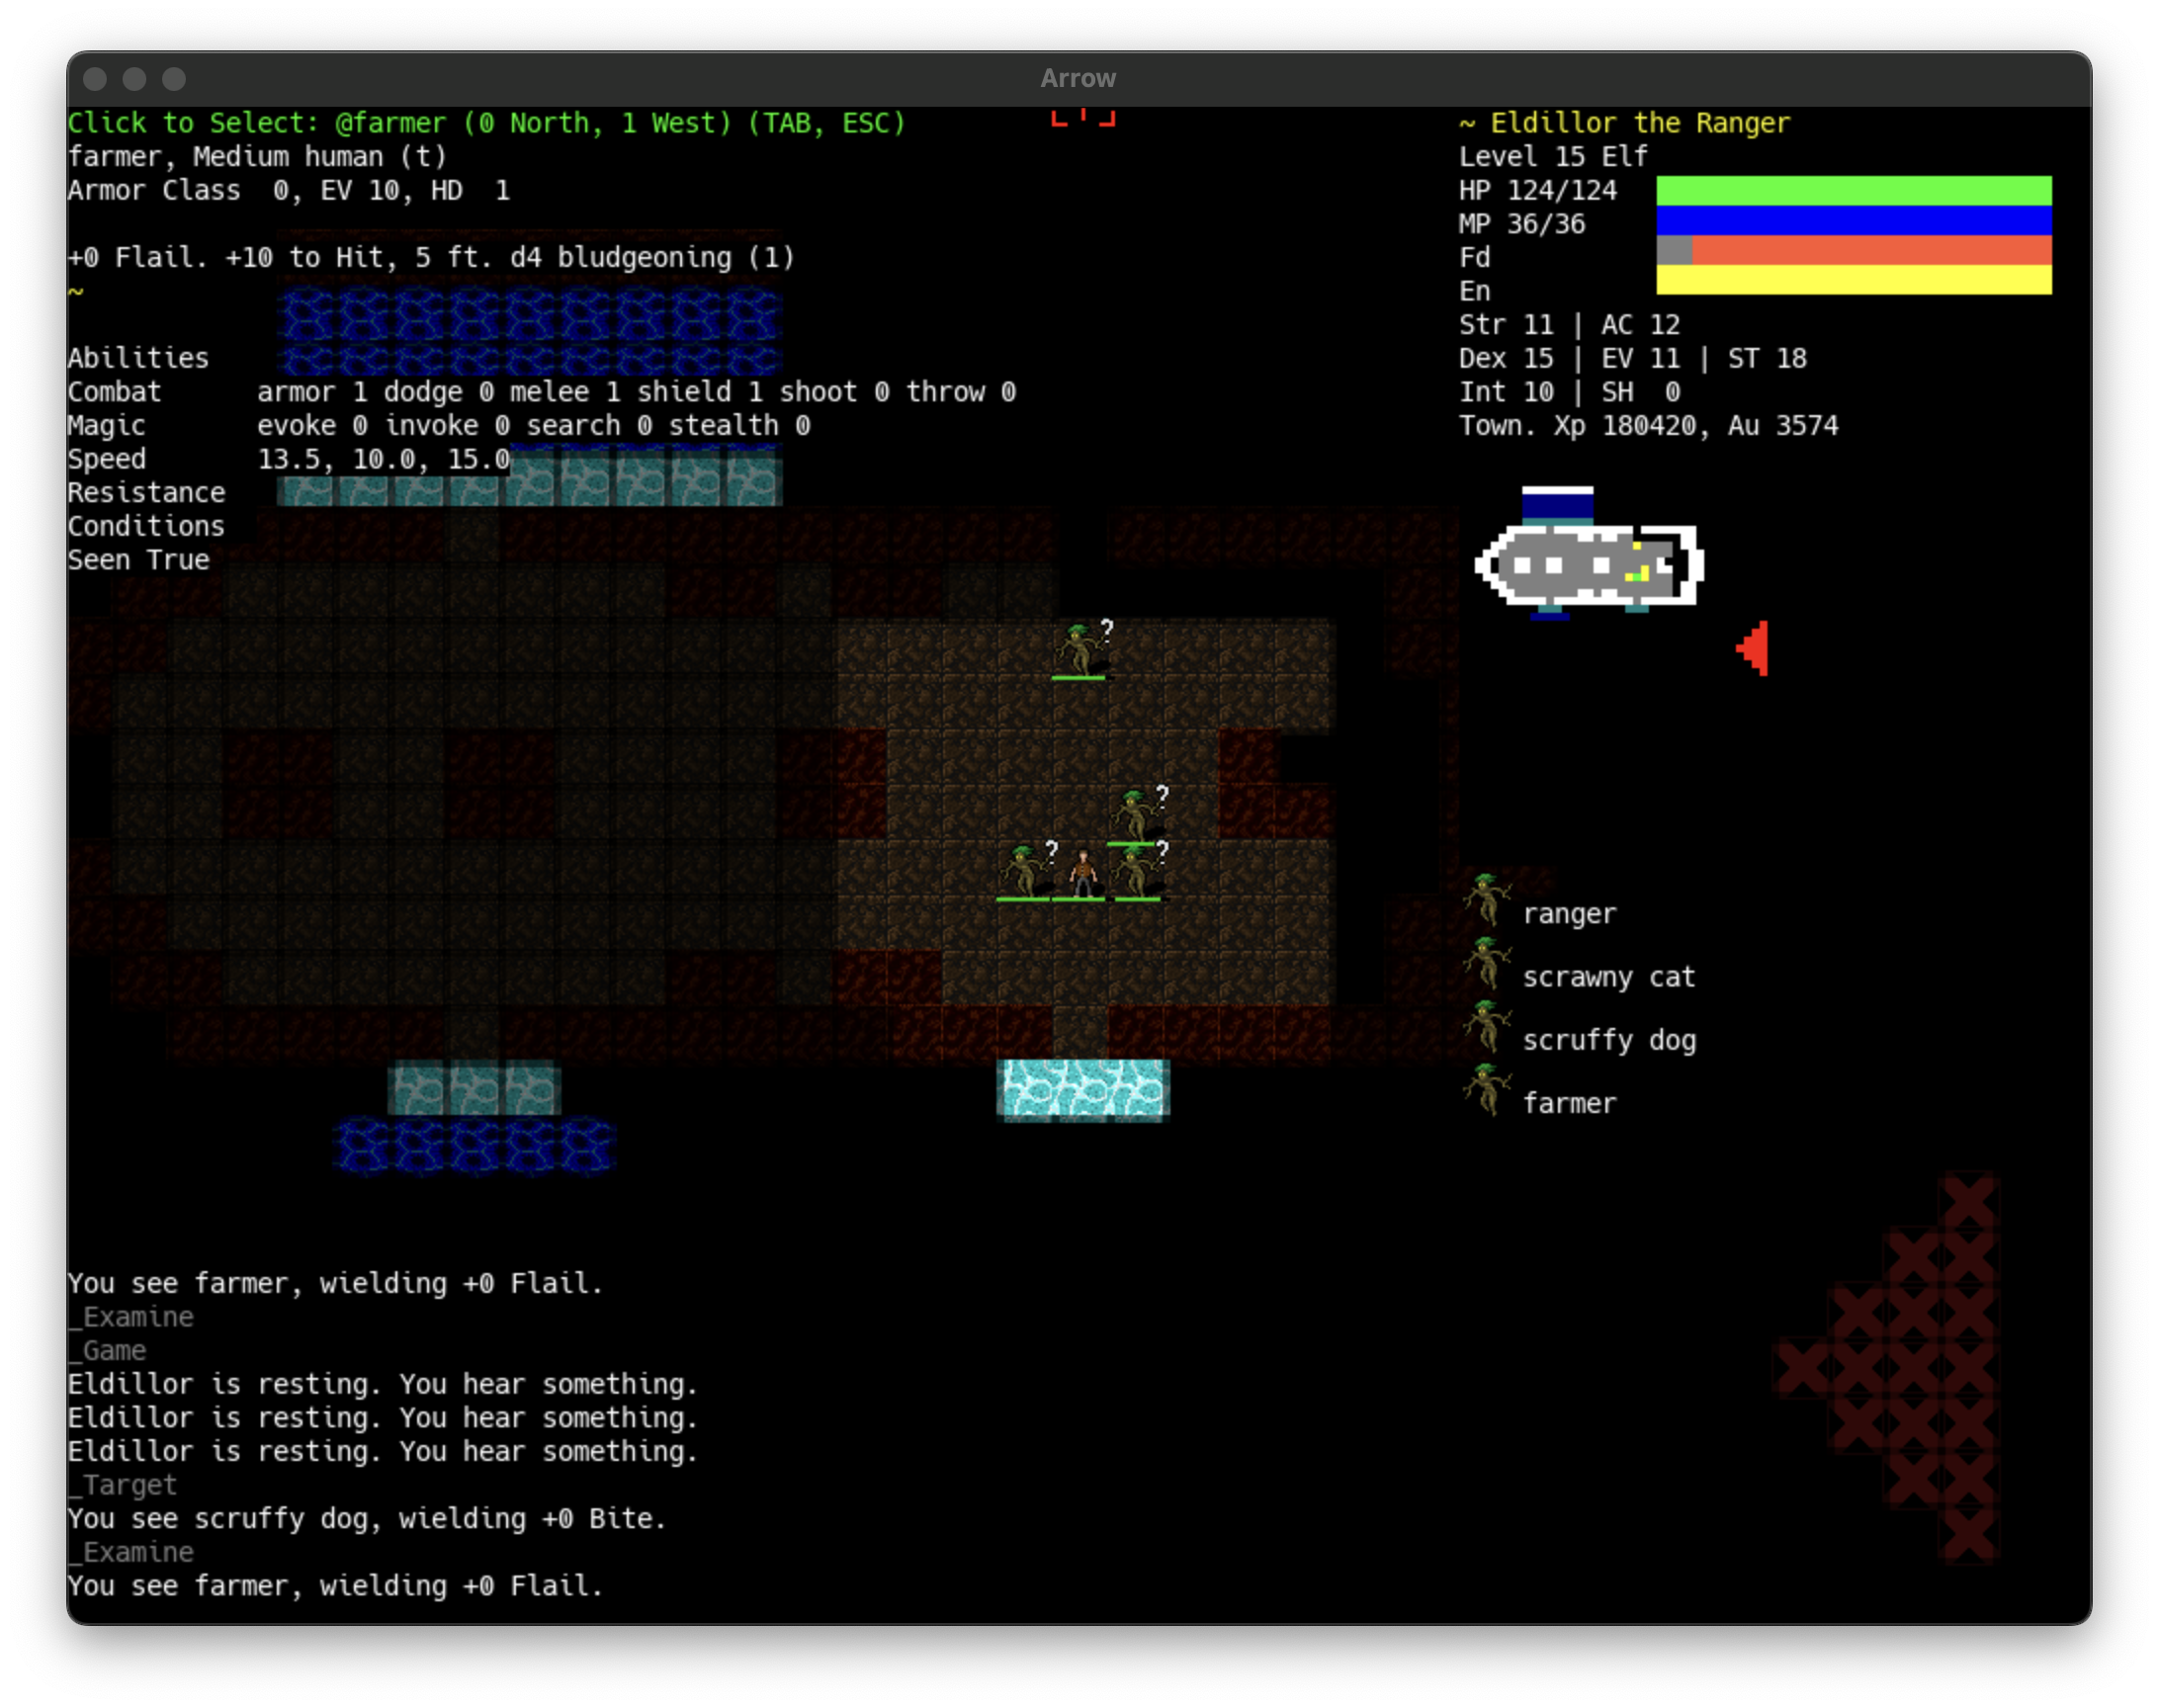 Arrow
Click to Select: @farmer (0 North, 1 West) (TAB, ESC)
farmer, Medium human (t)
Armor Class  0, EV 10, HD  1
+0 Flail. +10 to Hit, 5 ft. d4 bludgeoning (1)
~
Abilities
Combat      armor 1 dodge 0 melee 1 shield 1 shoot 0 throw 0
Magic       evoke 0 invoke 0 search 0 stealth 0
Speed       13.5, 10.0, 15.0
Resistance
Conditions
Seen True
~ Eldillor the Ranger
Level 15 Elf
HP 124/124
MP 36/36
Fd
En
Str 11 | AC 12
Dex 15 | EV 11 | ST 18
Int 10 | SH  0
Town. Xp 180420, Au 3574
?
?
?
?
ranger
scrawny cat
scruffy dog
farmer
You see farmer, wielding +0 Flail.
_Examine
_Game
Eldillor is resting. You hear something.
Eldillor is resting. You hear something.
Eldillor is resting. You hear something.
_Target
You see scruffy dog, wielding +0 Bite.
_Examine
You see farmer, wielding +0 Flail.